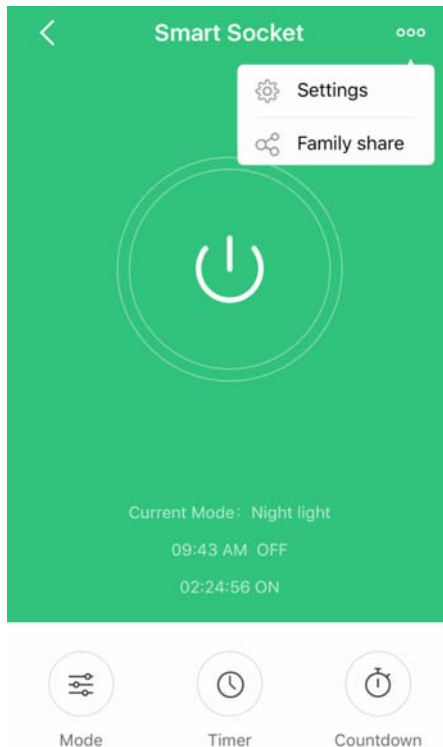 Smart Socket
Settings
Family share
Current Mode: Night light
09:43 AM OFF
02:24:56 ON
Mode Timer Countdown